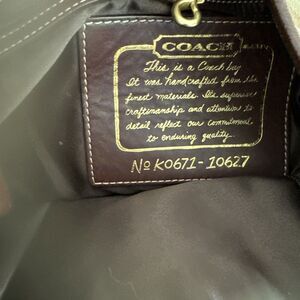 COACH
This is a Coach bag.
It was handcrafted from the
finest materials. Its superior
craftmanship and attention to
detail reflect our commitment
to enduring quality.
No K0671-10627